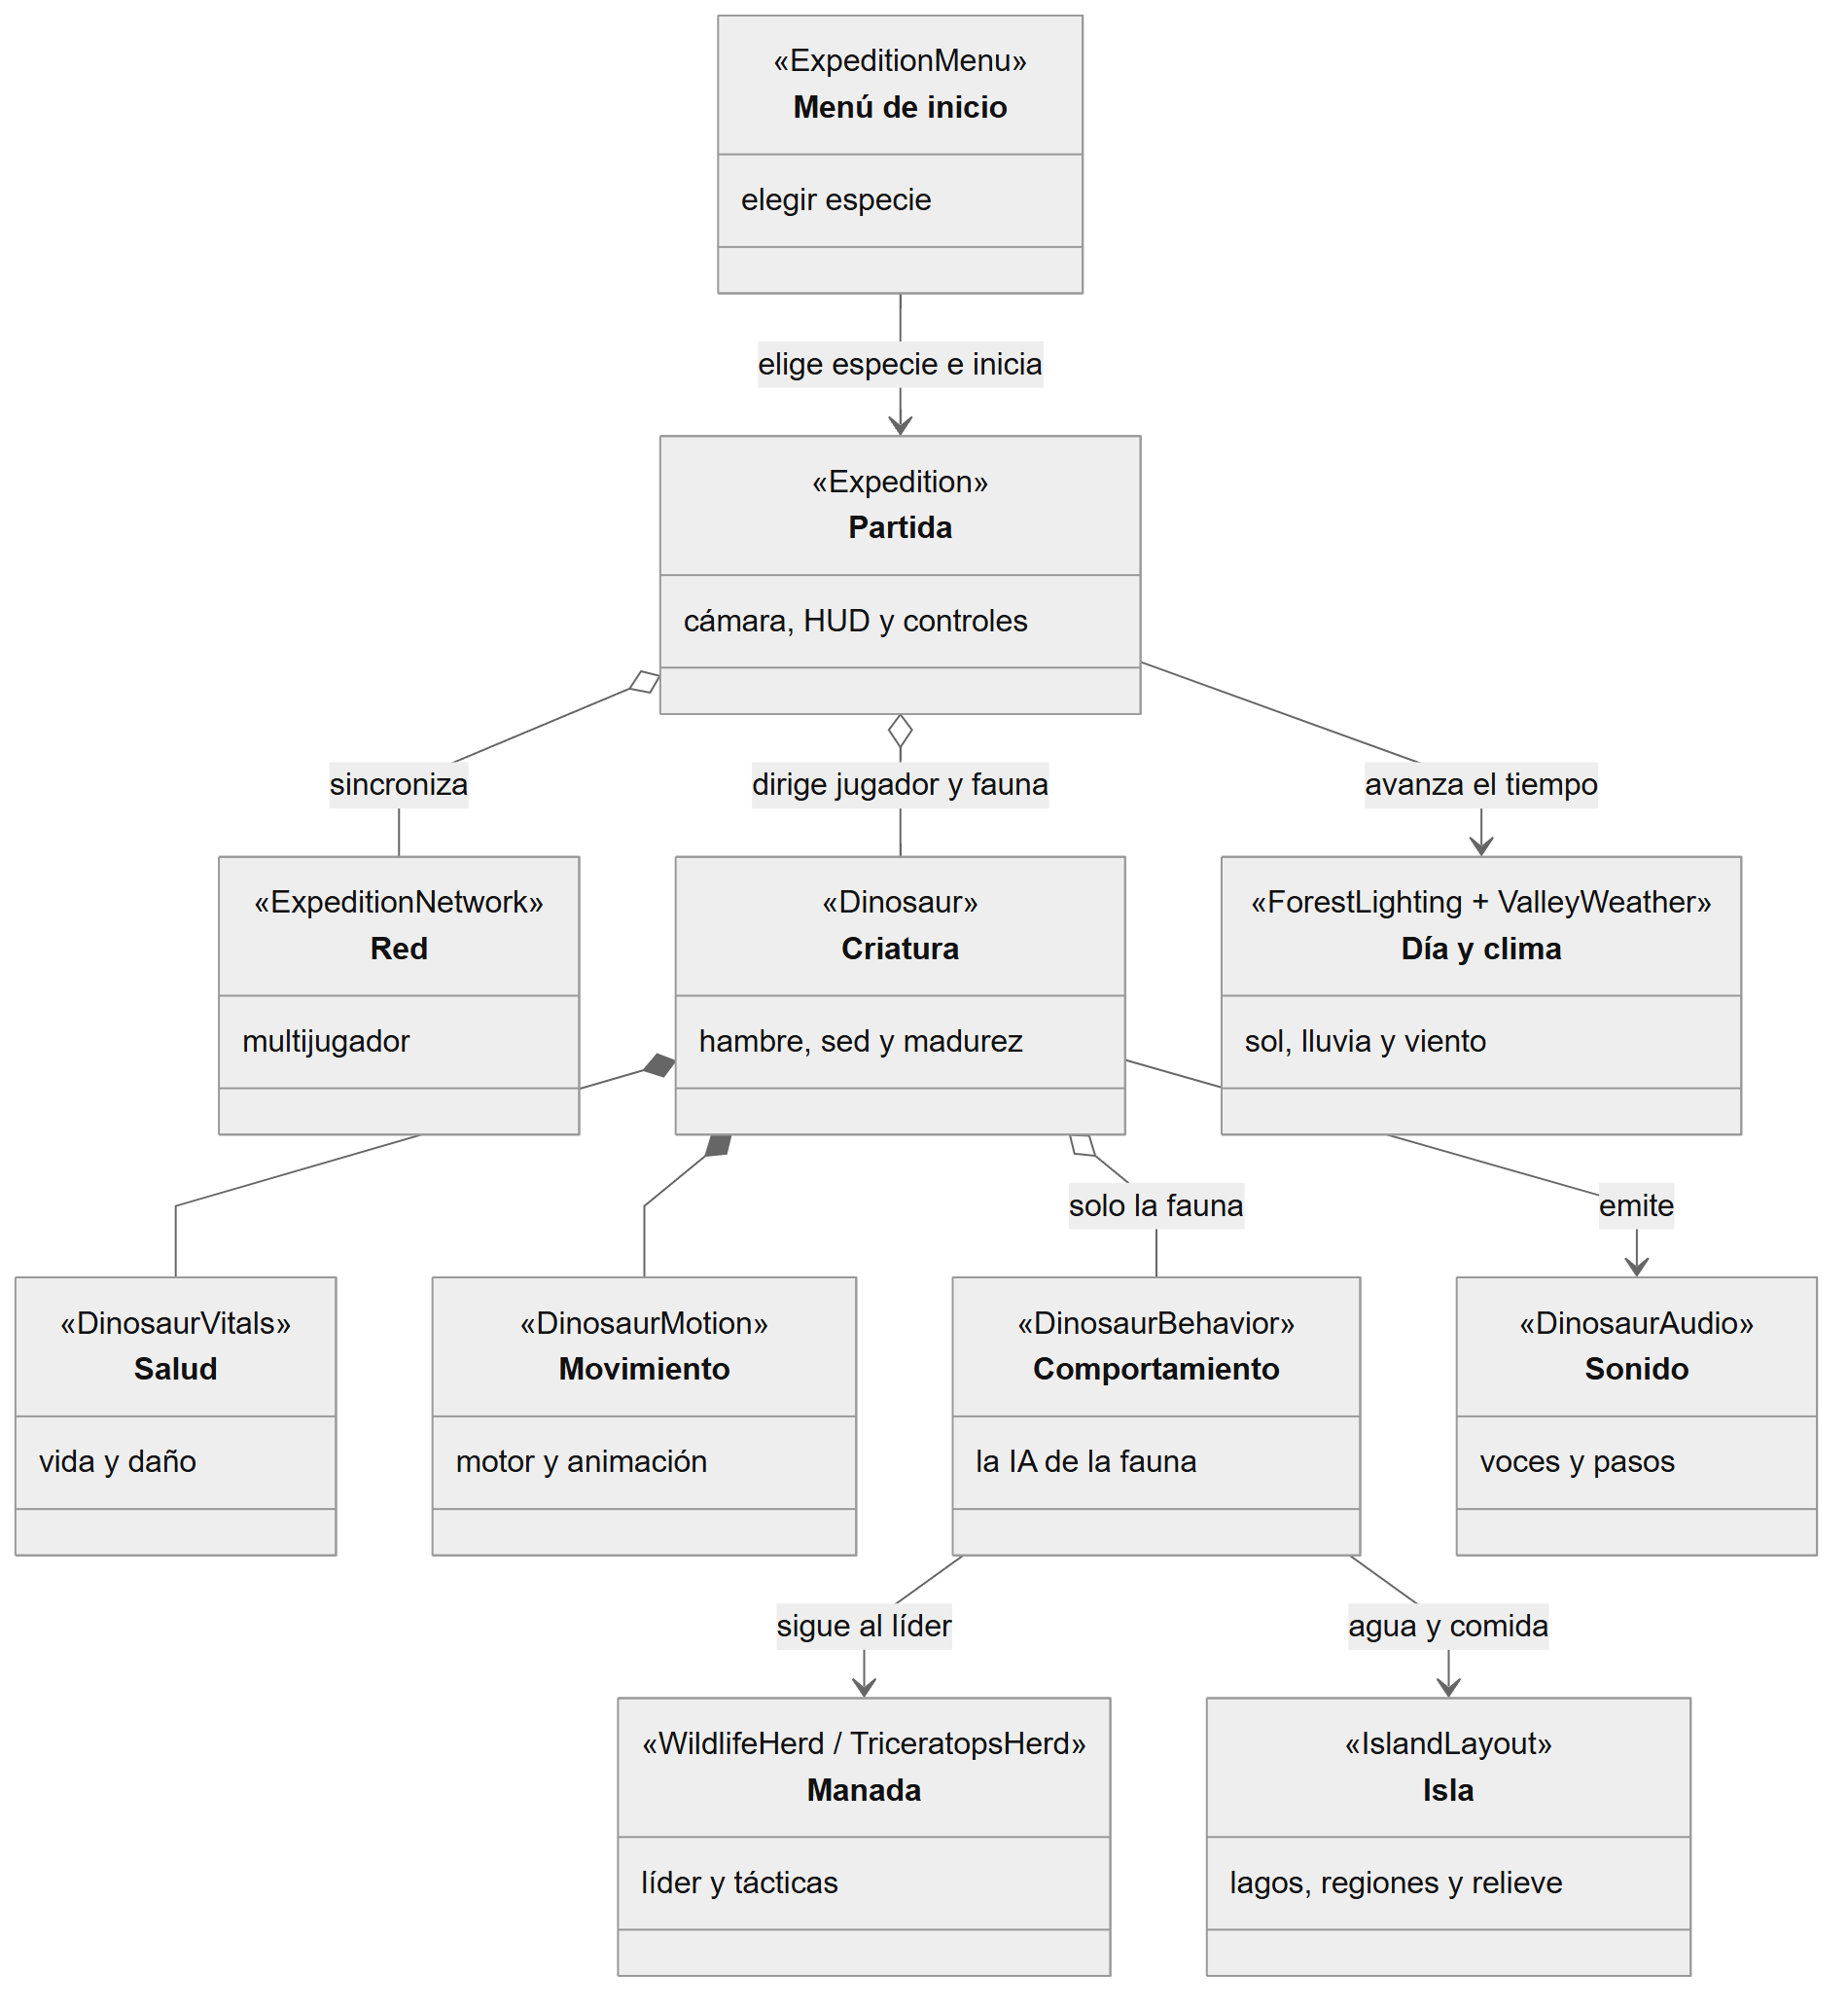 «ExpeditionMenu»
Menú de inicio
elegir especie
elige especie e inicia
«Expedition»
Partida
cámara, HUD y controles
sincroniza
dirige jugador y fauna
avanza el tiempo
«ExpeditionNetwork»
Red
multijugador
«Dinosaur»
Criatura
hambre, sed y madurez
«ForestLighting + ValleyWeather»
Día y clima
sol, lluvia y viento
solo la fauna
emite
«DinosaurVitals»
Salud
vida y daño
«DinosaurMotion»
Movimiento
motor y animación
«DinosaurBehavior»
Comportamiento
la IA de la fauna
«DinosaurAudio»
Sonido
voces y pasos
sigue al líder
agua y comida
«WildlifeHerd / TriceratopsHerd»
Manada
líder y tácticas
«IslandLayout»
Isla
lagos, regiones y relieve